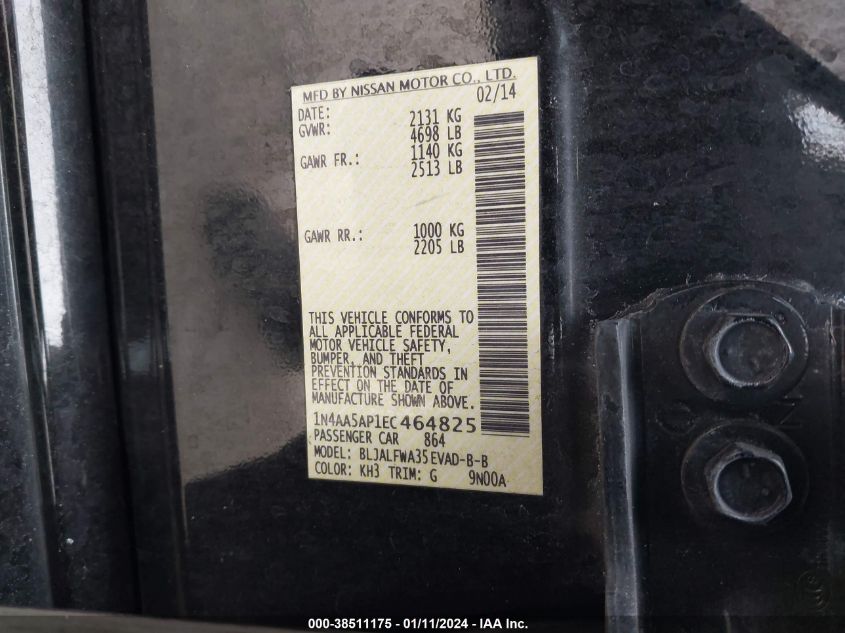 MFD BY NISSAN MOTOR CO., LTD.
DATE: 02/14
GVWR: 2131 KG
4698 LB
GAWR FR.: 1140 KG
2513 LB
GAWR RR.: 1000 KG
2205 LB
THIS VEHICLE CONFORMS TO
ALL APPLICABLE FEDERAL
MOTOR VEHICLE SAFETY,
BUMPER, AND THEFT
PREVENTION STANDARDS IN
EFFECT ON THE DATE OF
MANUFACTURE SHOWN ABOVE.
1N4AA5AP1EC464825
PASSENGER CAR 864
MODEL: BLJALFWA35EVAD-B-B
COLOR: KH3 TRIM: G 9N00A
000-38511175 - 01/11/2024 - IAA Inc.